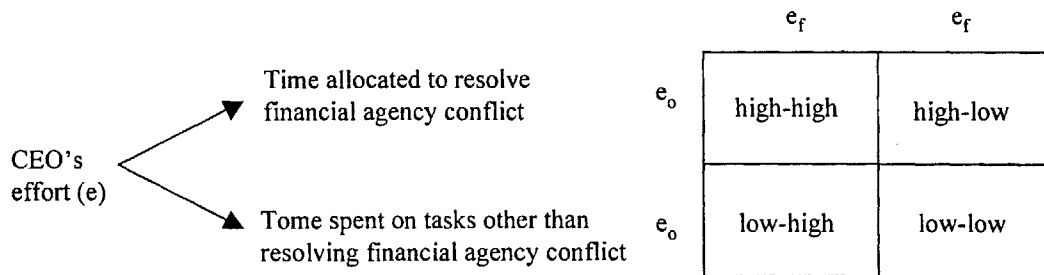 e_f e_f
Time allocated to resolve
financial agency conflict
e_o high-high high-low
CEO's
effort (e)
Tome spent on tasks other than
resolving financial agency conflict
e_o low-high low-low